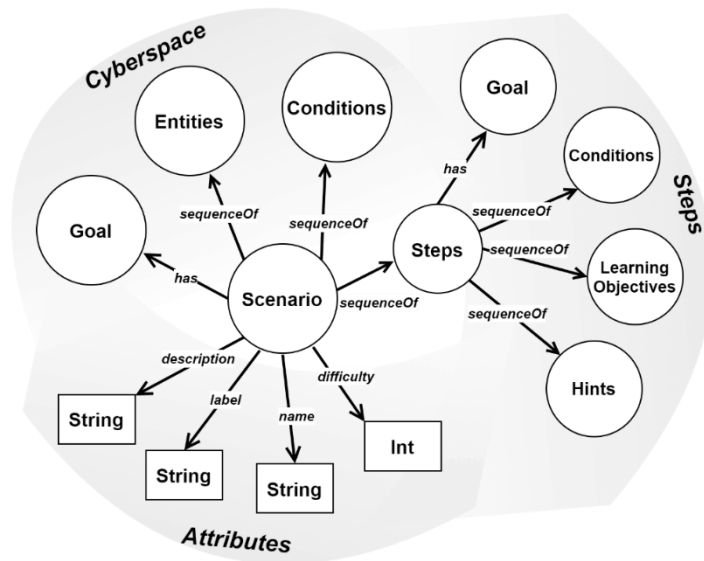 Cyberspace
Goal
Entities
Conditions
Conditions
has
Steps
sequenceOf
sequenceOf
sequenceOf
sequenceOf
Goal
Steps
Learning
Objectives
has
Scenario
sequenceOf
sequenceOf
description
difficulty
label
name
Hints
String
Int
String
String
Attributes